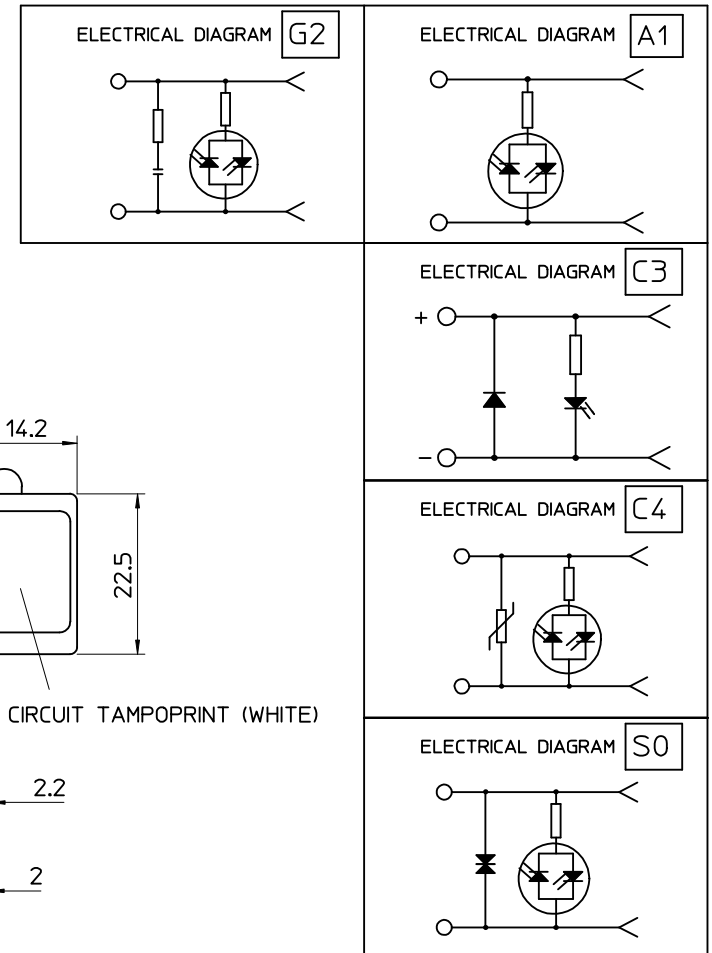 ELECTRICAL DIAGRAM G2
ELECTRICAL DIAGRAM A1
ELECTRICAL DIAGRAM C3
+
−
14.2
22.5
CIRCUIT TAMPOPRINT (WHITE)
ELECTRICAL DIAGRAM C4
ELECTRICAL DIAGRAM S0
2.2
2